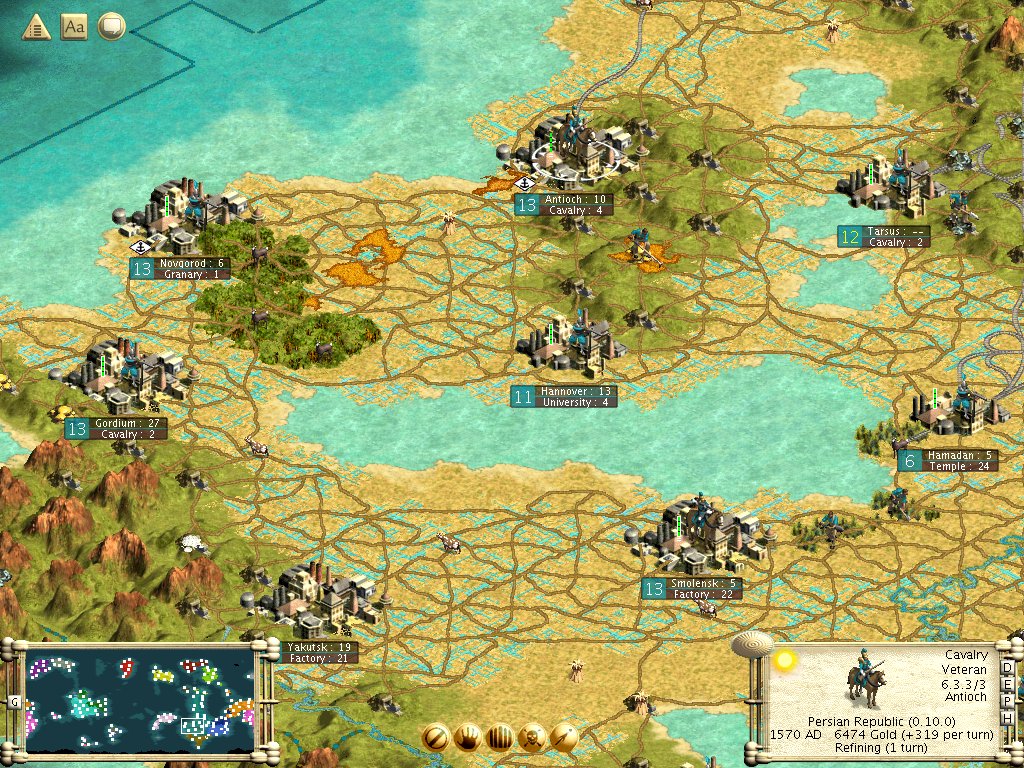 Aa
13 Antioch : 10
Cavalry : 4
12 Tarsus : --
Cavalry : 2
13 Novgorod : 6
Granary : 1
11 Hannover : 13
University : 4
13 Gordium : 27
Cavalry : 2
6 Hamadan : 5
Temple : 24
13 Smolensk : 5
Factory : 22
Yakutsk : 19
Factory : 21
G
Cavalry
Veteran
6.3.3/3
Antioch
D
E
P
H
Persian Republic (0.10.0)
1570 AD 6474 Gold (+319 per turn)
Refining (1 turn)